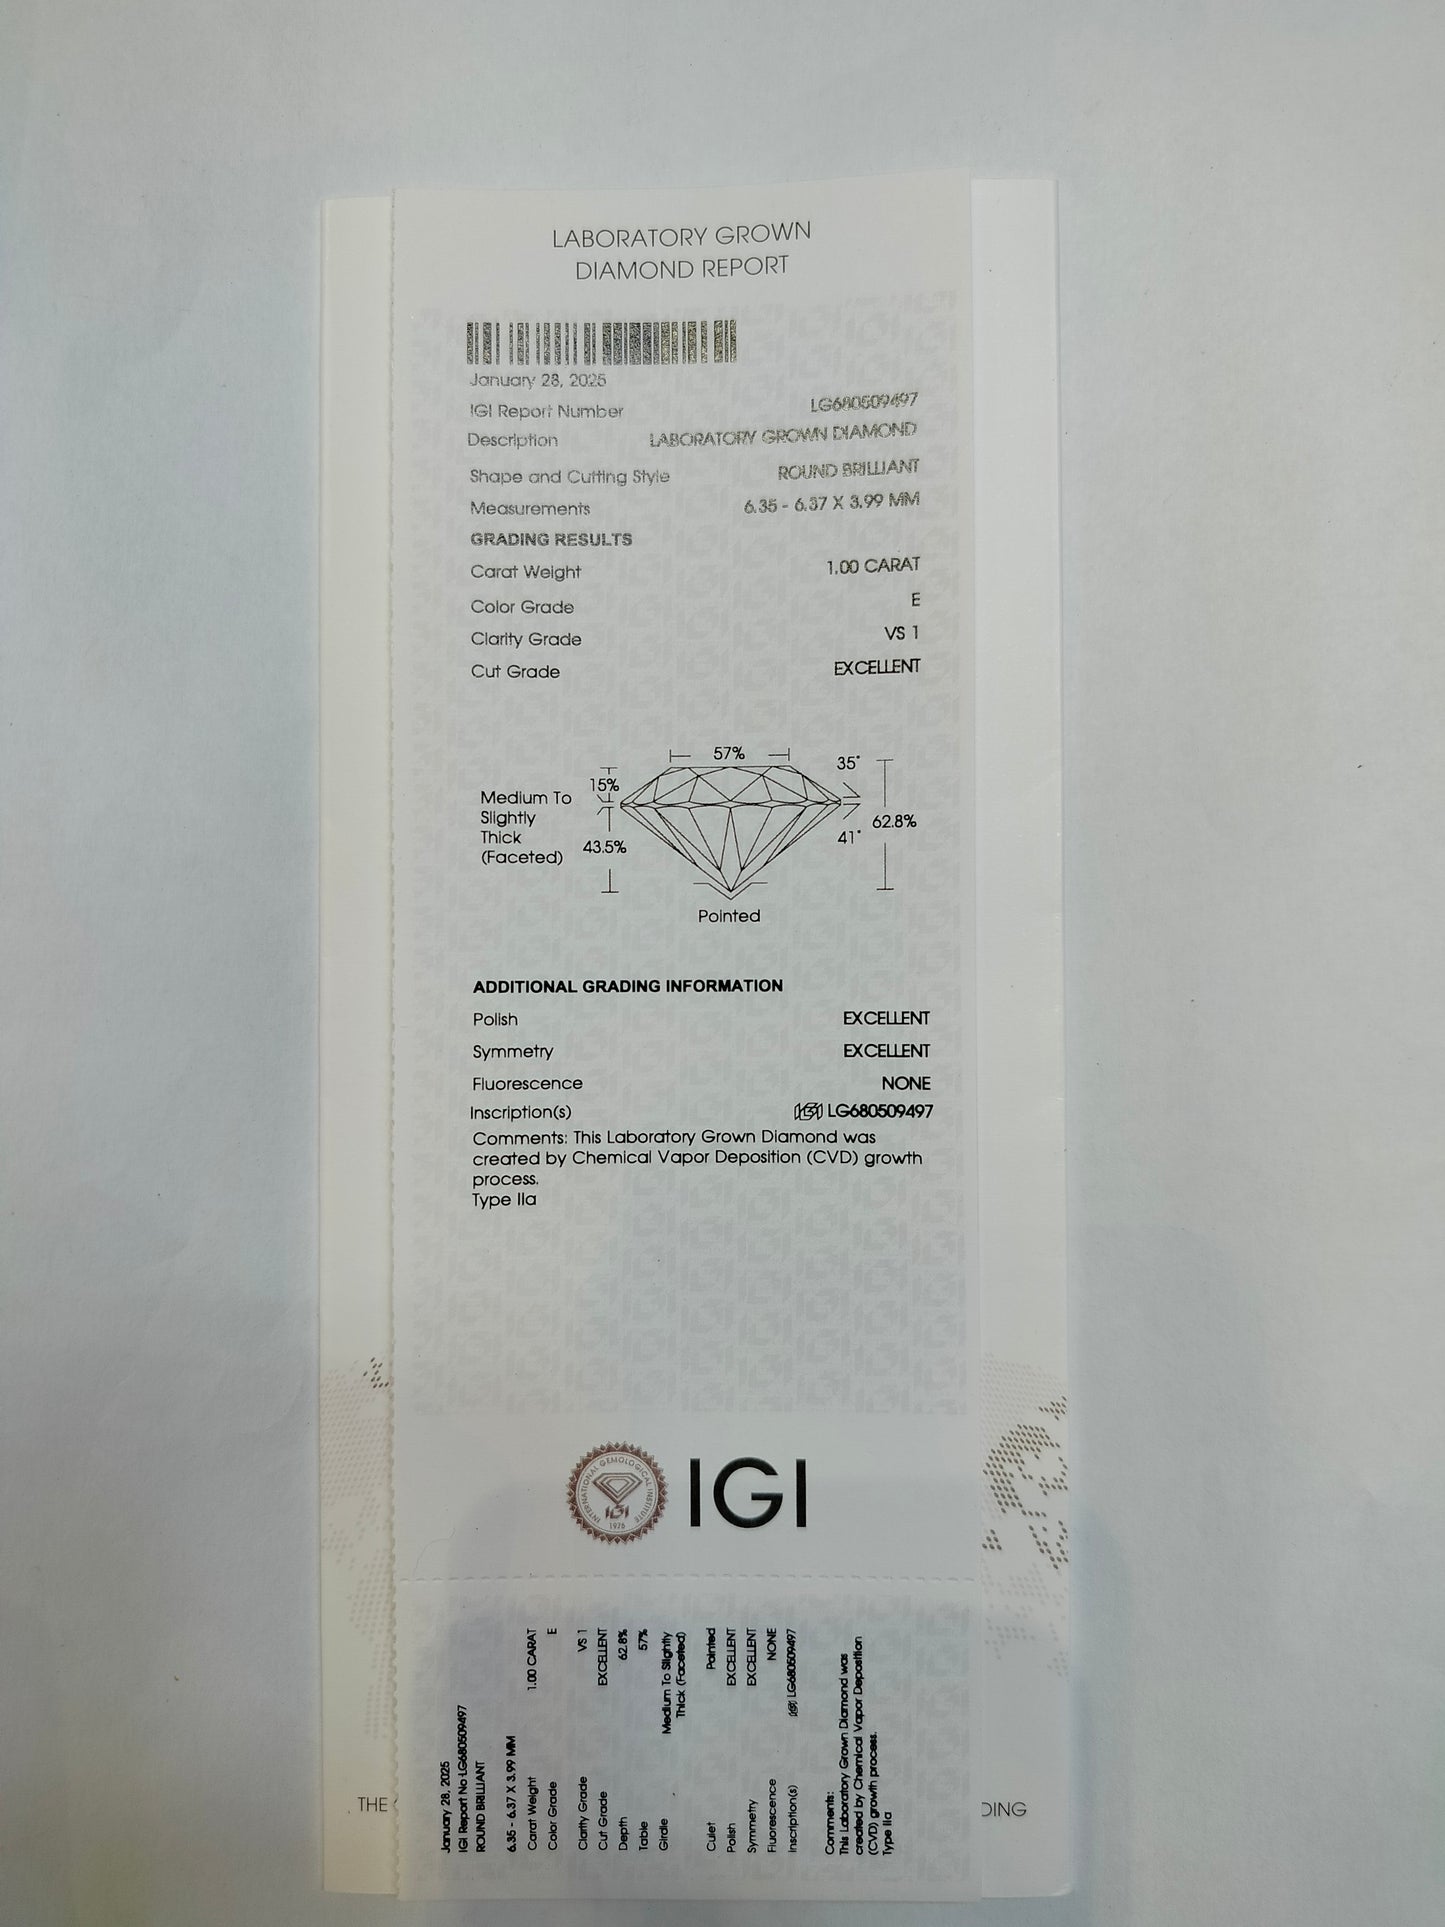 LABORATORY GROWN
DIAMOND REPORT
January 28, 2025
IGI Report Number LG680509497
Description LABORATORY GROWN DIAMOND
Shape and Cutting Style ROUND BRILLIANT
Measurements 6.35 - 6.37 X 3.99 MM
GRADING RESULTS
Carat Weight 1.00 CARAT
Color Grade E
Clarity Grade VS 1
Cut Grade EXCELLENT
57%
35°
15%
Medium To
Slightly
Thick
(Faceted)
62.8%
41°
43.5%
Pointed
ADDITIONAL GRADING INFORMATION
Polish EXCELLENT
Symmetry EXCELLENT
Fluorescence NONE
Inscription(s) IGI LG680509497
Comments: This Laboratory Grown Diamond was
created by Chemical Vapor Deposition (CVD) growth
process.
Type IIa
INTERNATIONAL GEMOLOGICAL INSTITUTE
IGI
1976
IGI
January 28, 2025
IGI Report No LG680509497
ROUND BRILLIANT
6.35 - 6.37 X 3.99 MM
Carat Weight 1.00 CARAT
Color Grade E
Clarity Grade VS 1
Cut Grade EXCELLENT
Depth 62.8%
Table 57%
Girdle Medium To Slightly
Thick (Faceted)
Culet Pointed
Polish EXCELLENT
Symmetry EXCELLENT
Fluorescence NONE
Inscription(s) IGI LG680509497
Comments:
This Laboratory Grown Diamond was
created by Chemical Vapor Deposition
(CVD) growth process.
Type IIa
THE
DING